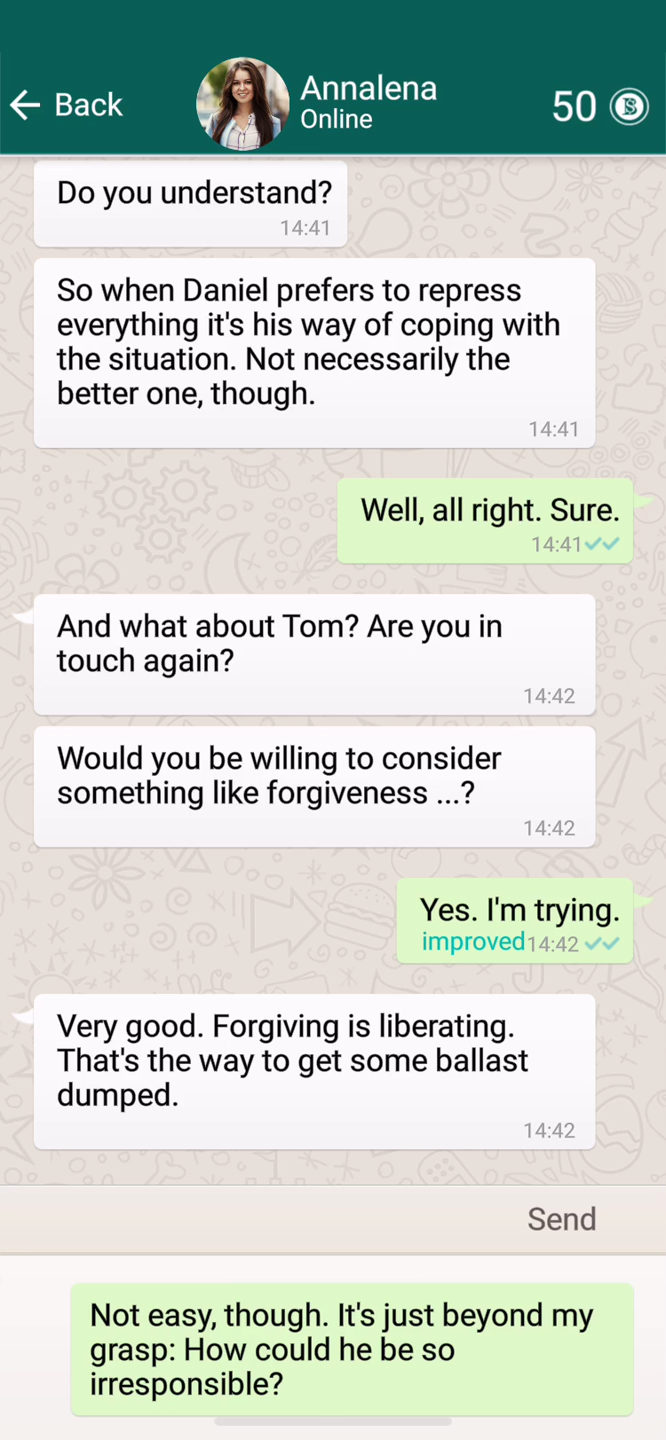 Back
Annalena
Online
50
Do you understand?
14:41
So when Daniel prefers to repress
everything it's his way of coping with
the situation. Not necessarily the
better one, though.
14:41
Well, all right. Sure.
14:41
And what about Tom? Are you in
touch again?
14:42
Would you be willing to consider
something like forgiveness ...?
14:42
Yes. I'm trying.
improved 14:42
Very good. Forgiving is liberating.
That's the way to get some ballast
dumped.
14:42
Send
Not easy, though. It's just beyond my
grasp: How could he be so
irresponsible?